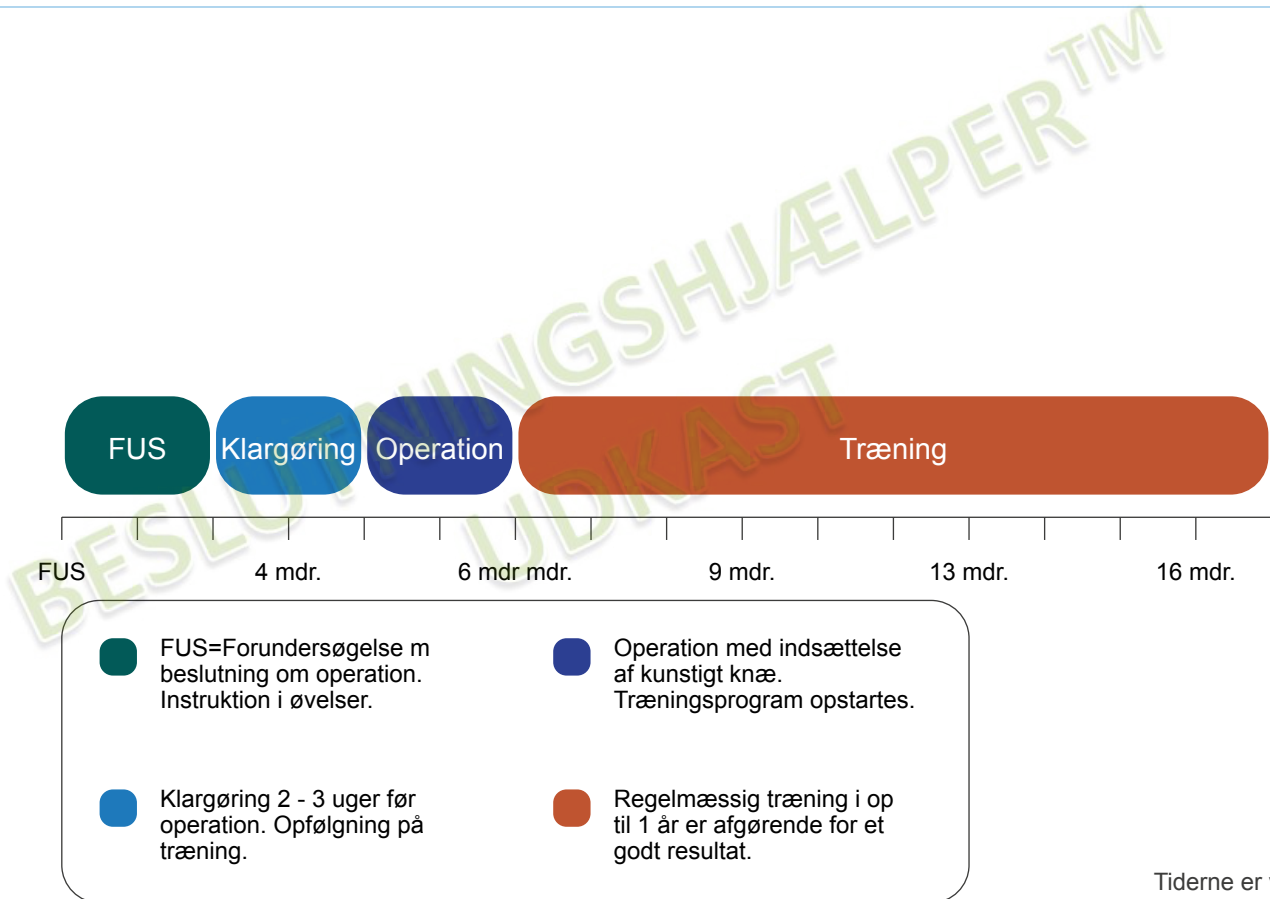 BESLUTNINGSHJÆLPER™
UDKAST
FUS
Klargøring
Operation
Træning
FUS
4 mdr.
6 mdr mdr.
9 mdr.
13 mdr.
16 mdr.
FUS=Forundersøgelse m
beslutning om operation.
Instruktion i øvelser.
Operation med indsættelse
af kunstigt knæ.
Træningsprogram opstartes.
Klargøring 2 - 3 uger før
operation. Opfølgning på
træning.
Regelmæssig træning i op
til 1 år er afgørende for et
godt resultat.
Tiderne er